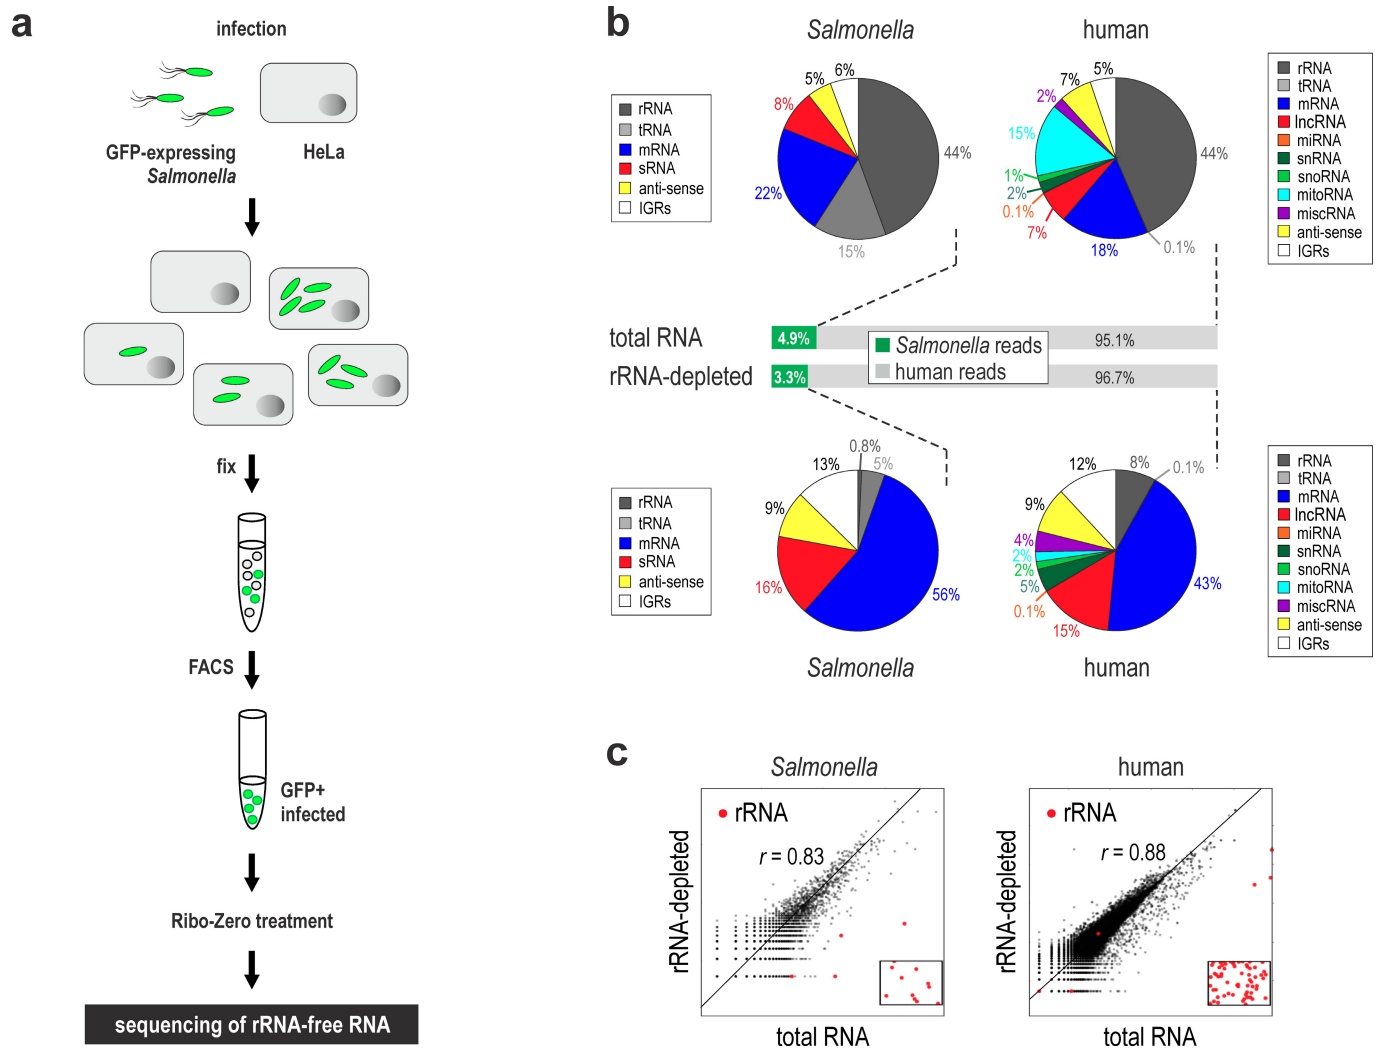 a
infection
GFP-expressing
Salmonella
HeLa
fix
FACS
GFP+
infected
Ribo-Zero treatment
sequencing of rRNA-free RNA
b
Salmonella
human
rRNA
tRNA
mRNA
sRNA
anti-sense
IGRs
5%
6%
8%
44%
22%
15%
7%
5%
2%
15%
44%
1%
2%
0.1%
7%
18%
0.1%
rRNA
tRNA
mRNA
lncRNA
miRNA
snRNA
snoRNA
mitoRNA
miscRNA
anti-sense
IGRs
total RNA
4.9%
95.1%
rRNA-depleted
3.3%
96.7%
Salmonella reads
human reads
rRNA
tRNA
mRNA
sRNA
anti-sense
IGRs
0.8%
13%
5%
9%
16%
56%
12%
8%
0.1%
9%
4%
2%
2%
5%
0.1%
15%
43%
rRNA
tRNA
mRNA
lncRNA
miRNA
snRNA
snoRNA
mitoRNA
miscRNA
anti-sense
IGRs
Salmonella
human
c
Salmonella
human
rRNA
r = 0.83
rRNA-depleted
total RNA
rRNA
r = 0.88
rRNA-depleted
total RNA